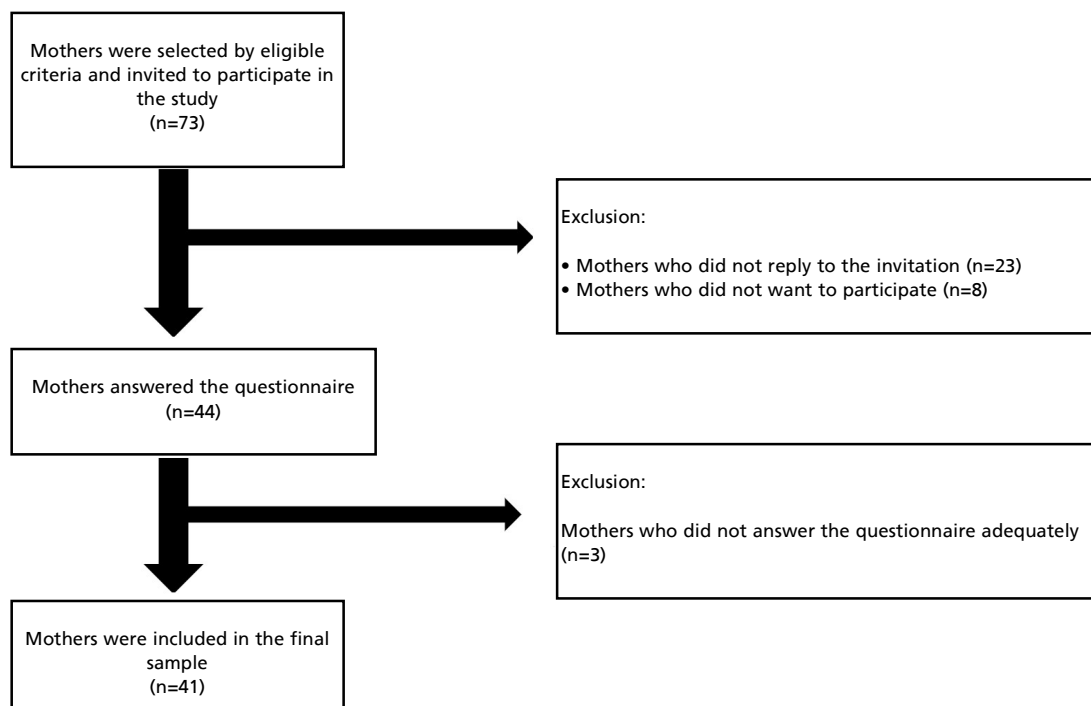 Mothers were selected by eligible
criteria and invited to participate in
the study
(n=73)
Exclusion:
• Mothers who did not reply to the invitation (n=23)
• Mothers who did not want to participate (n=8)
Mothers answered the questionnaire
(n=44)
Exclusion:
Mothers who did not answer the questionnaire adequately
(n=3)
Mothers were included in the final
sample
(n=41)